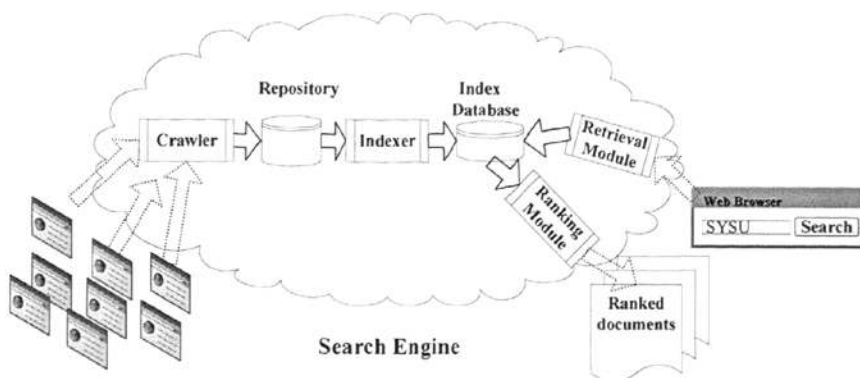 Repository
Index
Database
Crawler
Indexer
Retrieval
Module
Ranking
Module
Web Browser
SYSU
Search
Ranked
documents
Search Engine